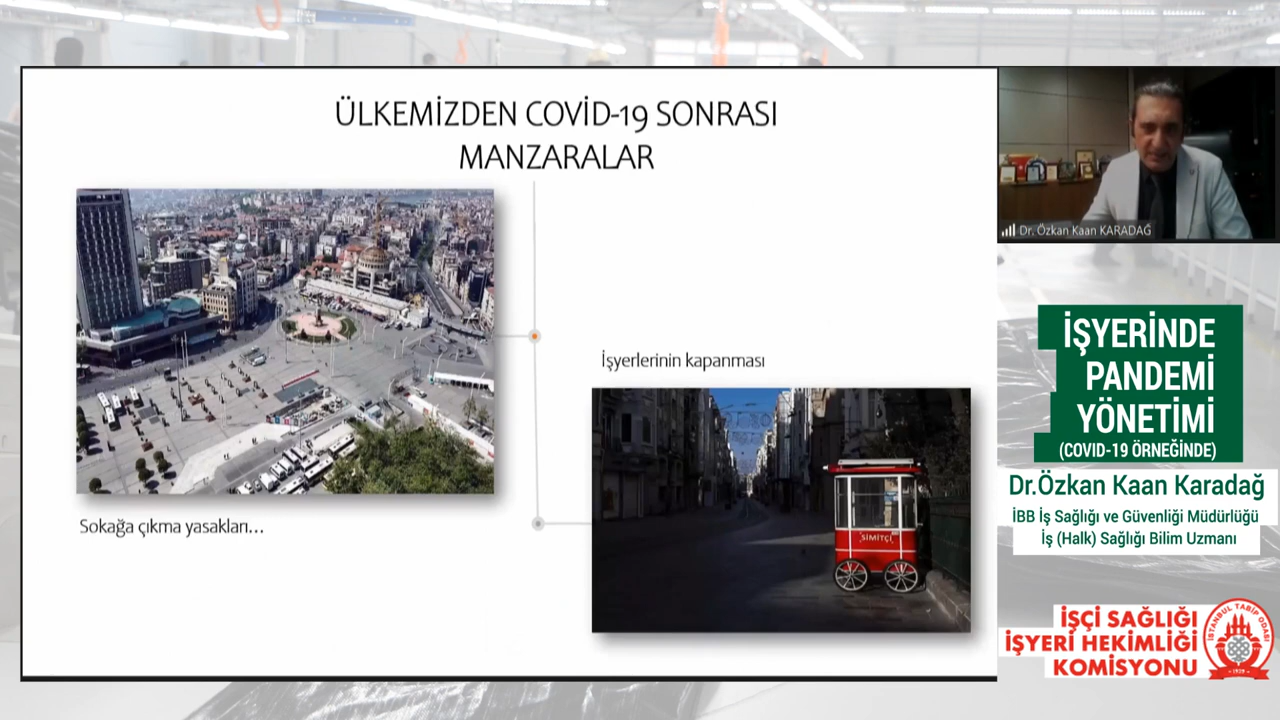 ÜLKEMİZDEN COVİD-19 SONRASI
MANZARALAR
Sokağa çıkma yasakları...
İşyerlerinin kapanması
SİMİTÇİ
Dr. Özkan Kaan KARADAĞ
İŞYERİNDE
PANDEMİ
YÖNETİMİ
(COVID-19 ÖRNEĞİNDE)
Dr.Özkan Kaan Karadağ
İBB İş Sağlığı ve Güvenliği Müdürlüğü
İş (Halk) Sağlığı Bilim Uzmanı
İŞÇİ SAĞLIĞI
İŞYERİ HEKİMLİĞİ
KOMİSYONU
İSTANBUL TABİP ODASI
1929